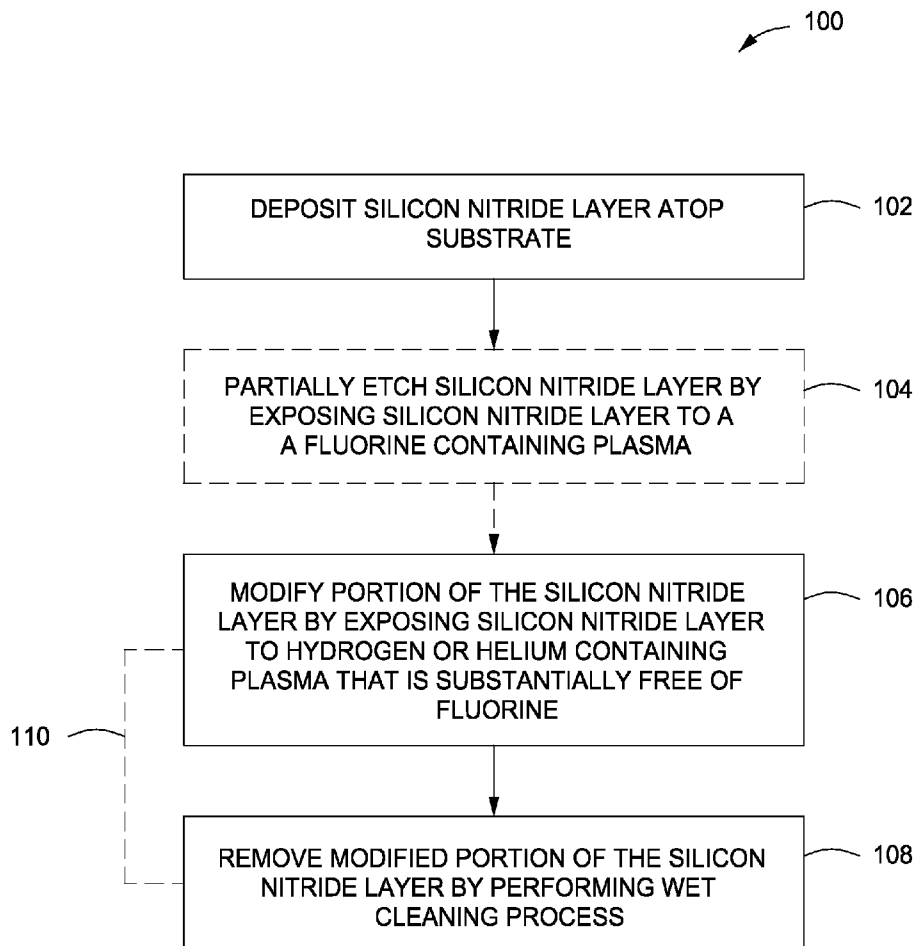 100
DEPOSIT SILICON NITRIDE LAYER ATOP
SUBSTRATE
102
PARTIALLY ETCH SILICON NITRIDE LAYER BY
EXPOSING SILICON NITRIDE LAYER TO A
A FLUORINE CONTAINING PLASMA
104
MODIFY PORTION OF THE SILICON NITRIDE
LAYER BY EXPOSING SILICON NITRIDE LAYER
TO HYDROGEN OR HELIUM CONTAINING
PLASMA THAT IS SUBSTANTIALLY FREE OF
FLUORINE
106
110
REMOVE MODIFIED PORTION OF THE SILICON
NITRIDE LAYER BY PERFORMING WET
CLEANING PROCESS
108